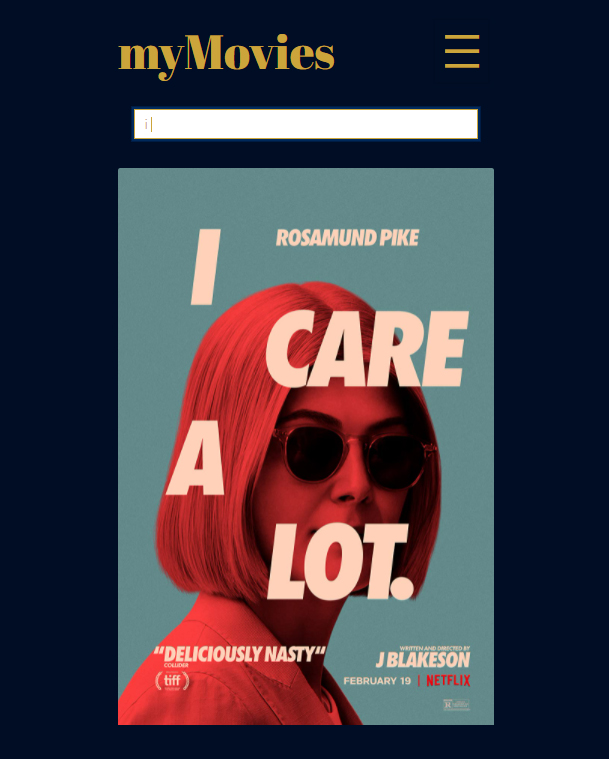 myMovies
i
I
ROSAMUND PIKE
CARE
A
LOT.
“DELICIOUSLY NASTY“
COLLIDER
tiff
WRITTEN AND DIRECTED BY
J BLAKESON
FEBRUARY 19 | NETFLIX